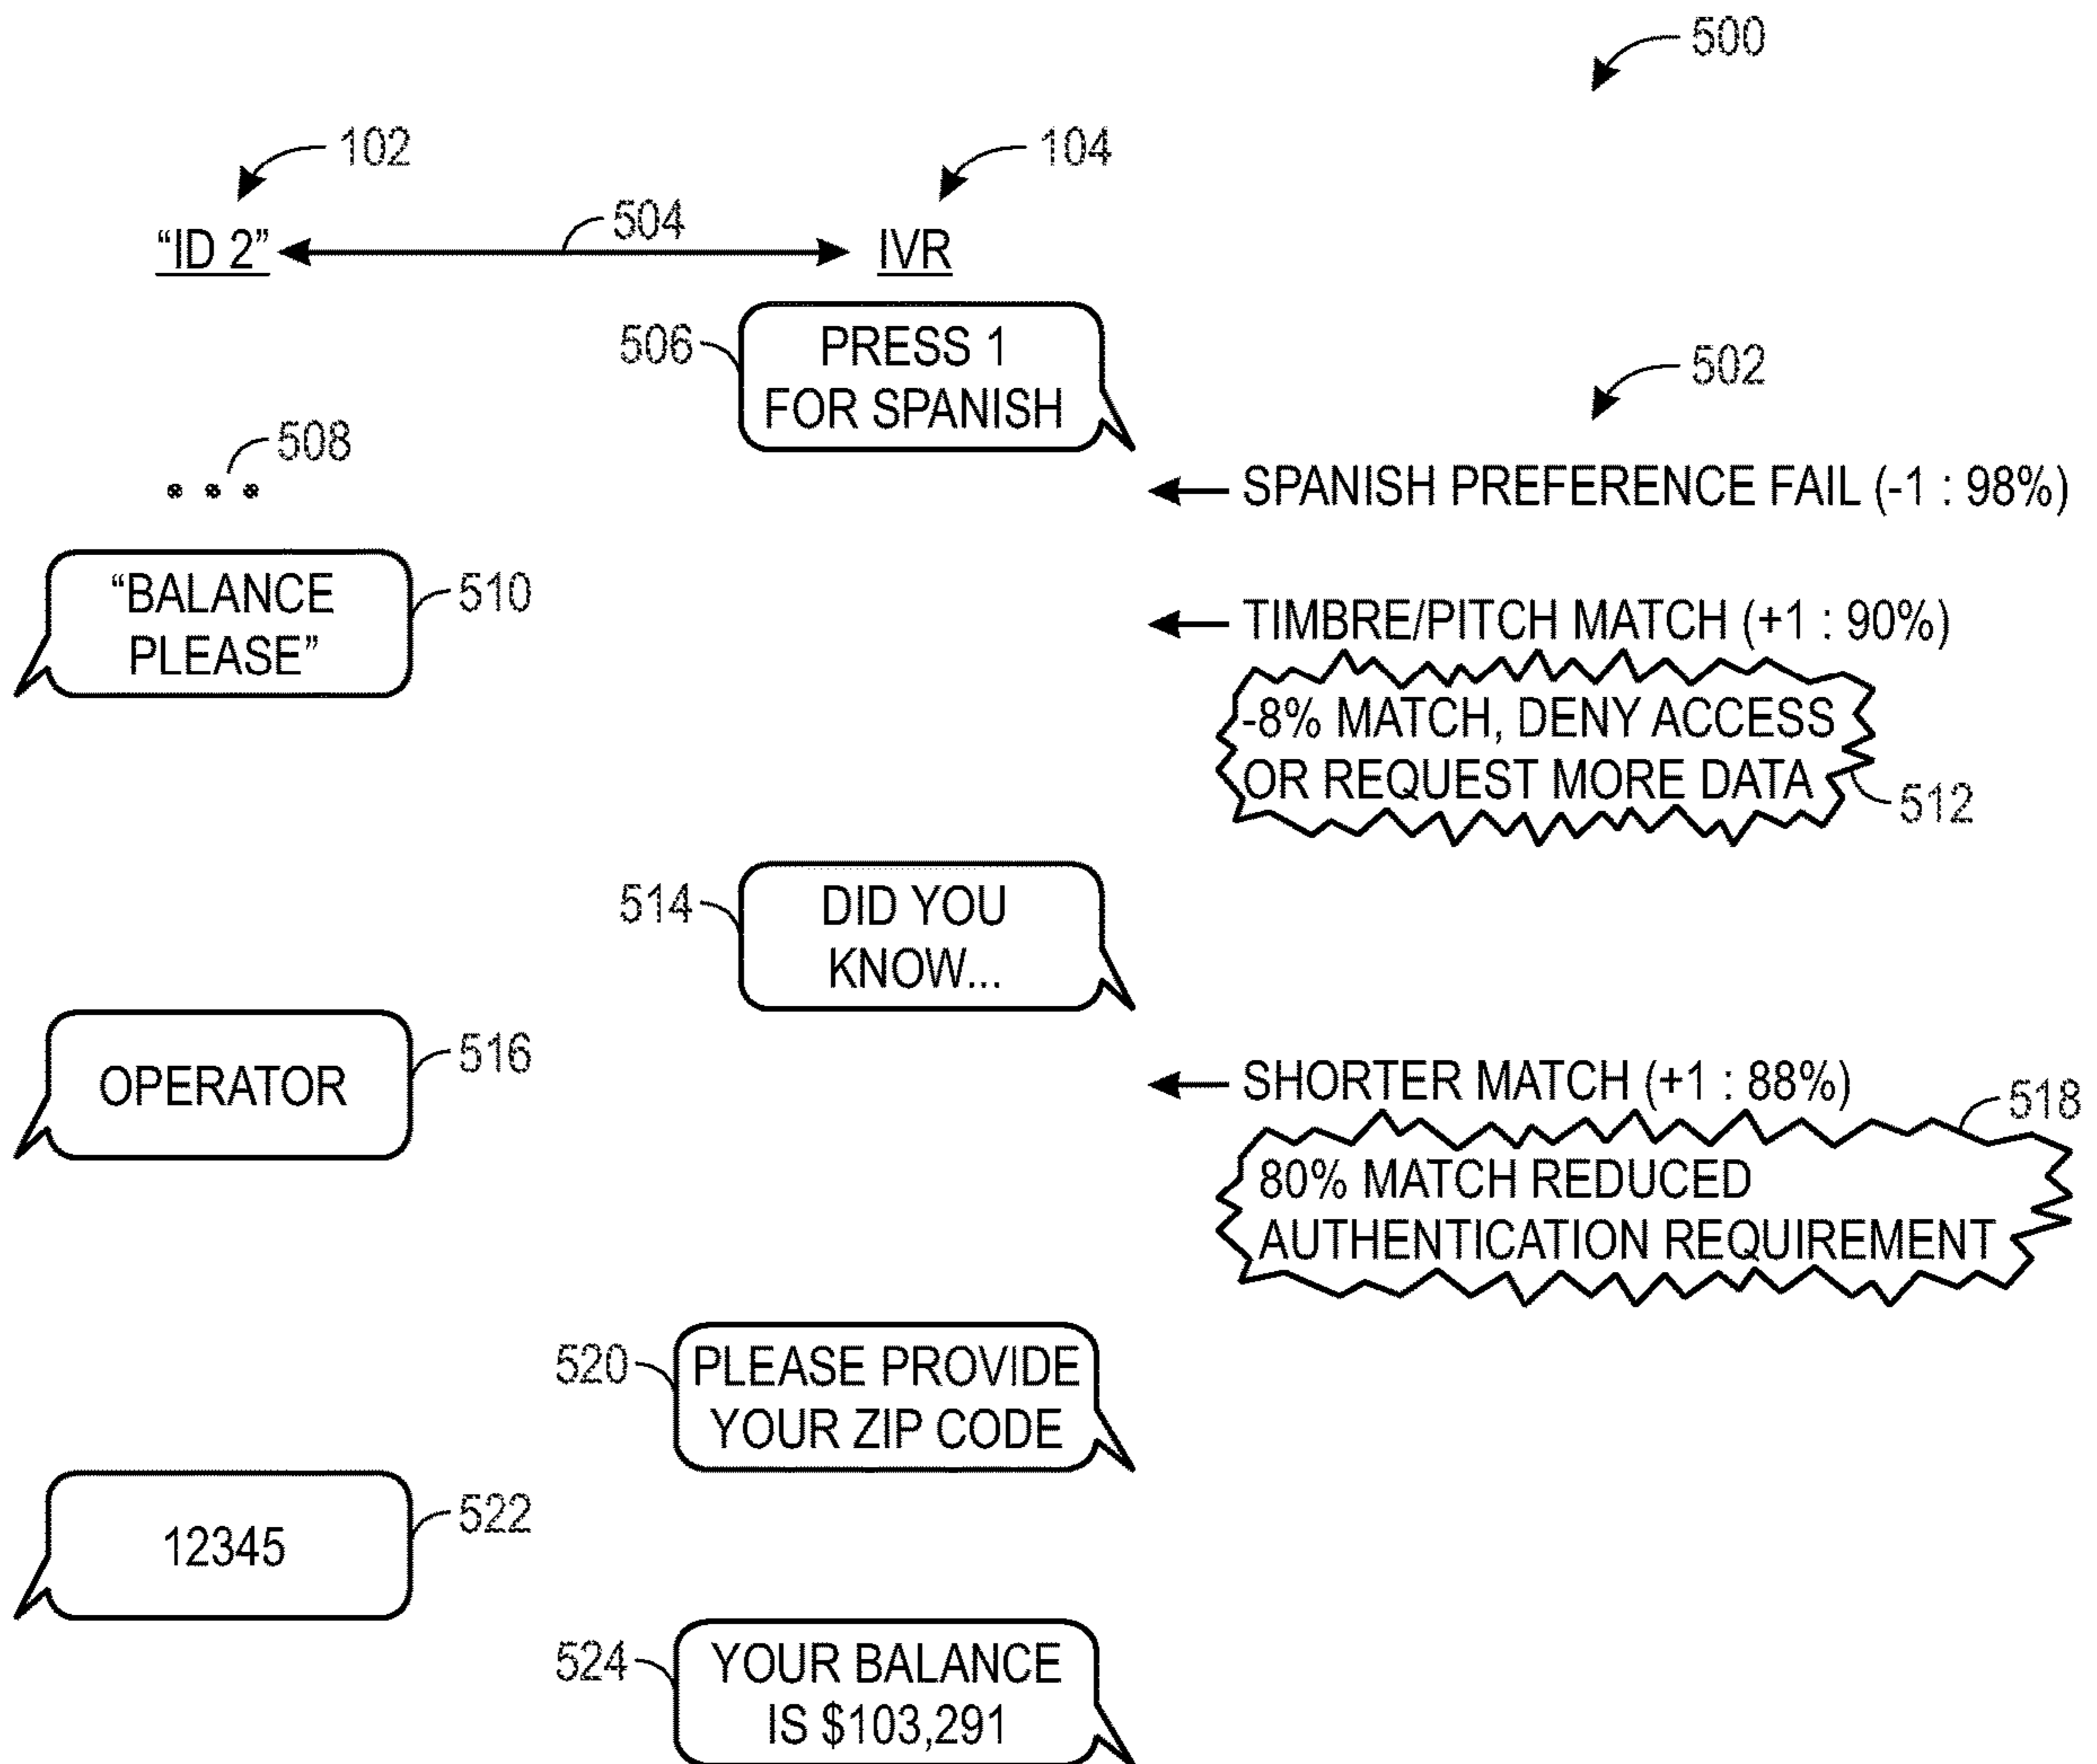 500
102
104
504
“ID 2”
IVR
506
PRESS 1
FOR SPANISH
502
508
SPANISH PREFERENCE FAIL (-1 : 98%)
“BALANCE
PLEASE”
510
TIMBRE/PITCH MATCH (+1 : 90%)
-8% MATCH, DENY ACCESS
OR REQUEST MORE DATA
512
514
DID YOU
KNOW...
OPERATOR
516
SHORTER MATCH (+1 : 88%)
518
80% MATCH REDUCED
AUTHENTICATION REQUIREMENT
520
PLEASE PROVIDE
YOUR ZIP CODE
12345
522
524
YOUR BALANCE
IS $103,291